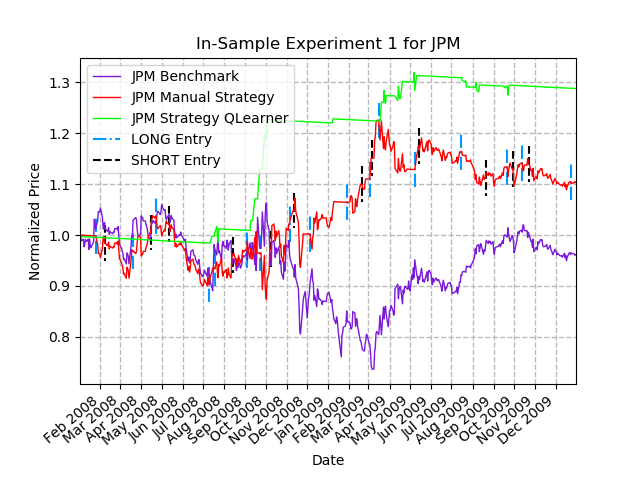 In-Sample Experiment 1 for JPM
JPM Benchmark
JPM Manual Strategy
JPM Strategy QLearner
LONG Entry
SHORT Entry
Normalized Price
1.3
1.2
1.1
1.0
0.9
0.8
Feb 2008
Mar 2008
Apr 2008
May 2008
Jun 2008
Jul 2008
Aug 2008
Sep 2008
Oct 2008
Nov 2008
Dec 2008
Jan 2009
Feb 2009
Mar 2009
Apr 2009
May 2009
Jun 2009
Jul 2009
Aug 2009
Sep 2009
Oct 2009
Nov 2009
Dec 2009
Date